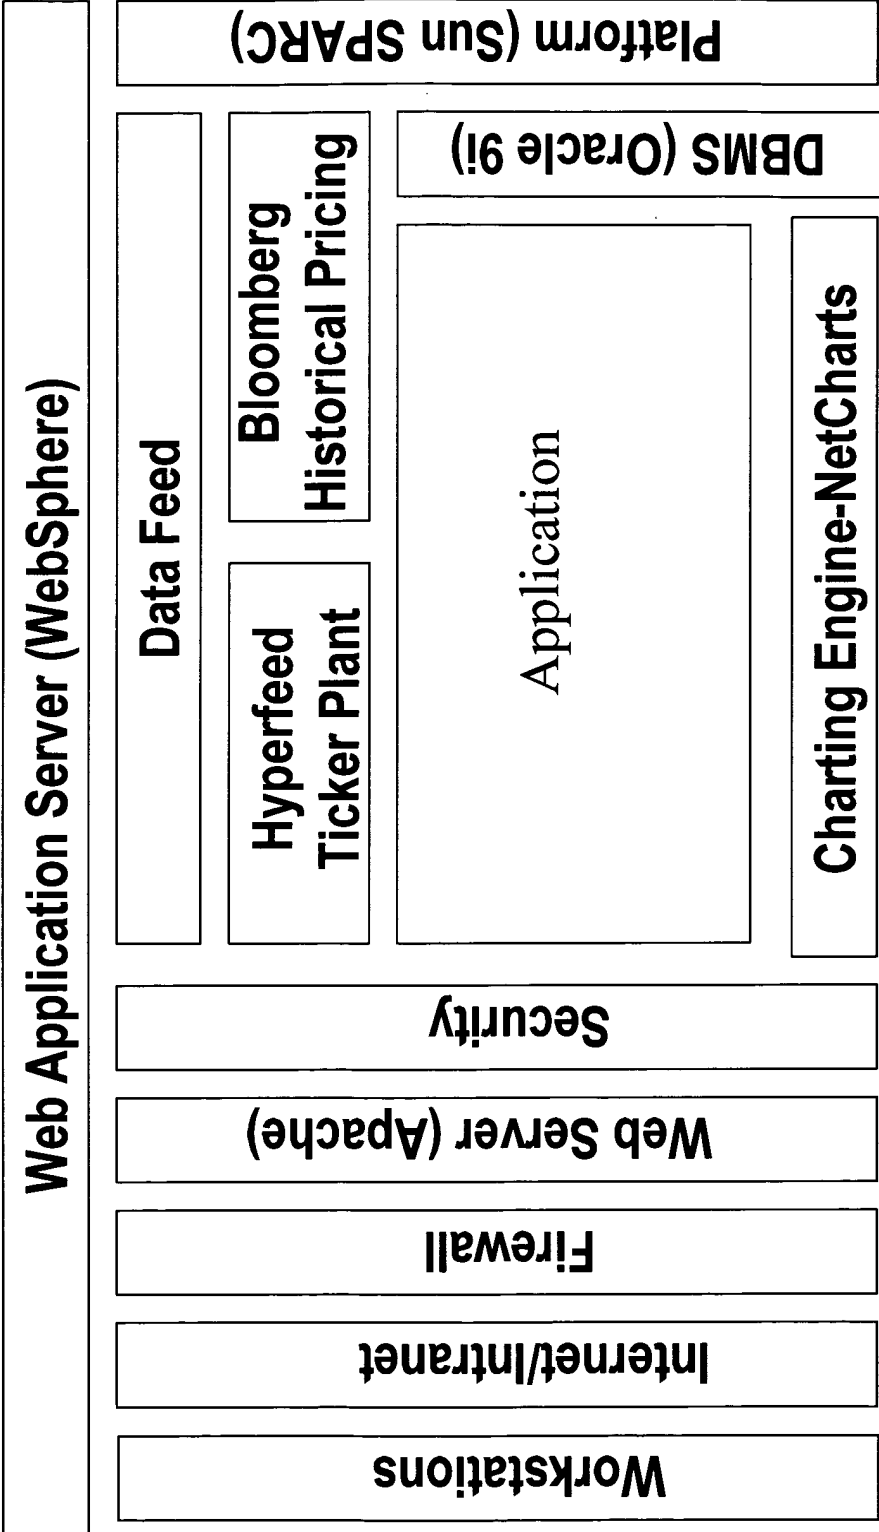 Web Application Server (WebSphere)
Workstations
Internet/Intranet
Firewall
Web Server (Apache)
Security
Data Feed
Hyperfeed
Ticker Plant
Bloomberg
Historical Pricing
Application
Charting Engine-NetCharts
DBMS (Oracle 9i)
Platform (Sun SPARC)